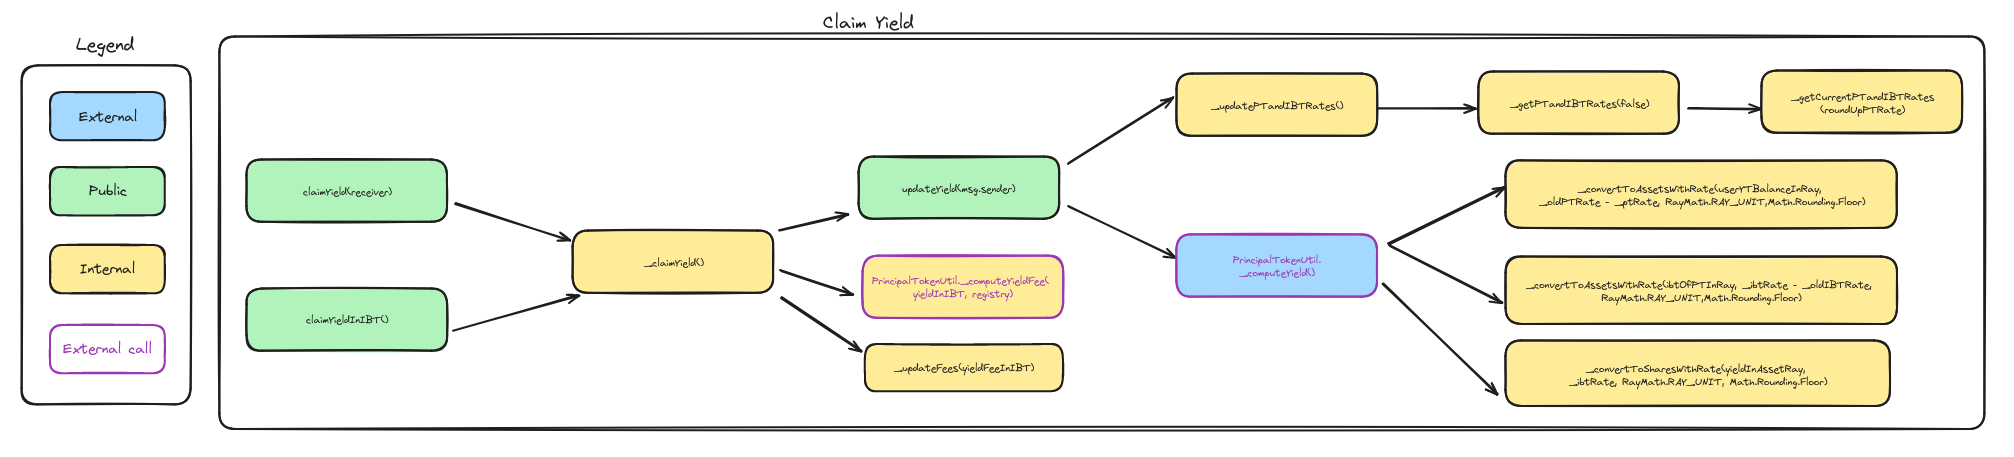 Claim Yield
Legend
External
Public
Internal
External call
claimYield(receiver)
claimYieldInIBT()
_claimYield()
updateYield(msg.sender)
PrincipalTokenUtil._computeYieldFee(
yieldInIBT, registry)
_updateFees(yieldFeeInIBT)
_updatePTandIBTRates()
_getPTandIBTRates(false)
_getCurrentPTandIBTRates
(roundUpPTRate)
PrincipalTokenUtil.
_computeYield()
_convertToAssetsWithRate(userYTBalanceInRay,
_oldPTRate - _ptRate, RayMath.RAY_UNIT,Math.Rounding.Floor)
_convertToAssetsWithRate(ibtOfPTInRay, _ibtRate - _oldIBTRate,
RayMath.RAY_UNIT,Math.Rounding.Floor)
_convertToSharesWithRate(yieldInAssetRay,
_ibtRate, RayMath.RAY_UNIT, Math.Rounding.Floor)